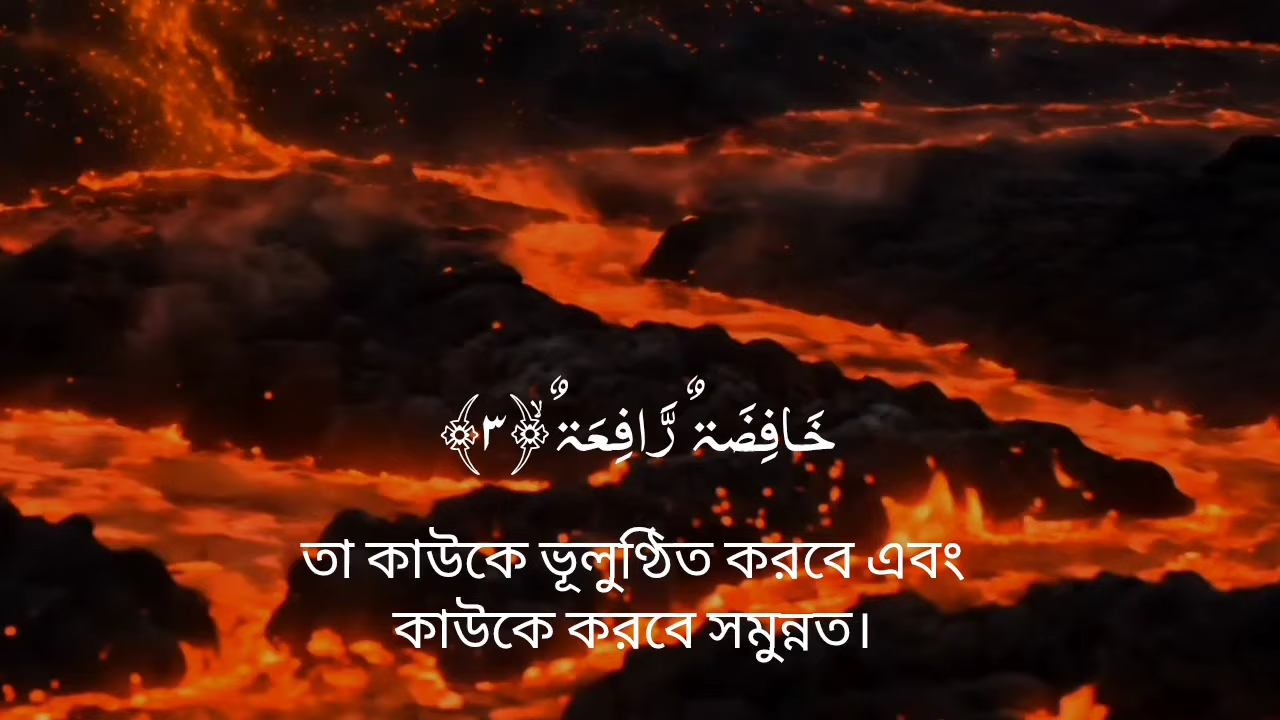 خَافِضَةٌ رَّافِعَةٌ ۙ﴿٣﴾
তা কাউকে ভূলুণ্ঠিত করবে এবং
কাউকে করবে সমুন্নত।